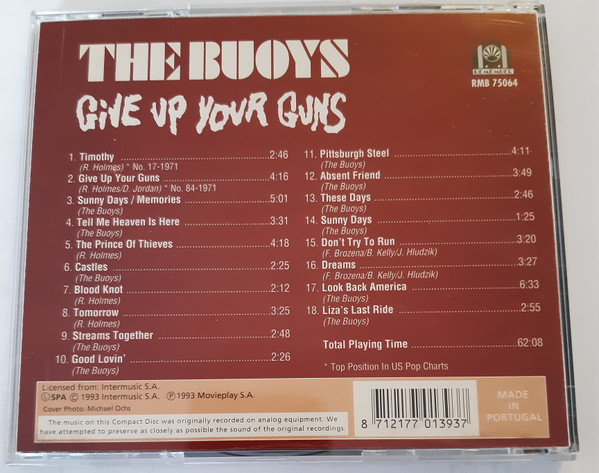 THE BUOYS
GiVE UP YOUR GUNS
REMEMBER
RMB 75064
1. Timothy ........ 2:46
(R. Holmes) * No. 17-1971
2. Give Up Your Guns ........ 4:16
(R. Holmes/D. Jordan) * No. 84-1971
3. Sunny Days / Memories ........ 5:01
(The Buoys)
4. Tell Me Heaven Is Here ........ 3:31
(The Buoys)
5. The Prince Of Thieves ........ 4:18
(R. Holmes)
6. Castles ........ 2:25
(The Buoys)
7. Blood Knot ........ 2:12
(R. Holmes)
8. Tomorrow ........ 3:25
(R. Holmes)
9. Streams Together ........ 2:48
(The Buoys)
10. Good Lovin' ........ 2:26
(The Buoys)
11. Pittsburgh Steel ........ 4:11
(The Buoys)
12. Absent Friend ........ 3:49
(The Buoys)
13. These Days ........ 2:46
(The Buoys)
14. Sunny Days ........ 1:25
(The Buoys)
15. Don't Try To Run ........ 3:20
(F. Brozena/B. Kelly/J. Hludzik)
16. Dreams ........ 3:27
(F. Brozena/B. Kelly/J. Hludzik)
17. Look Back America ........ 6:33
(The Buoys)
18. Liza's Last Ride ........ 2:55
(The Buoys)
Total Playing Time ........ 62:08
* Top Position In US Pop Charts
Licensed from: Intermusic S.A.
SPA © 1993 Intermusic S.A. ℗ 1993 Movieplay S.A.
Cover Photo: Michael Ochs
The music on this Compact Disc was originally recorded on analog equipment. We
have attempted to preserve as closely as possible the sound of the original recordings.
8 712177 013937
MADE
IN
PORTUGAL